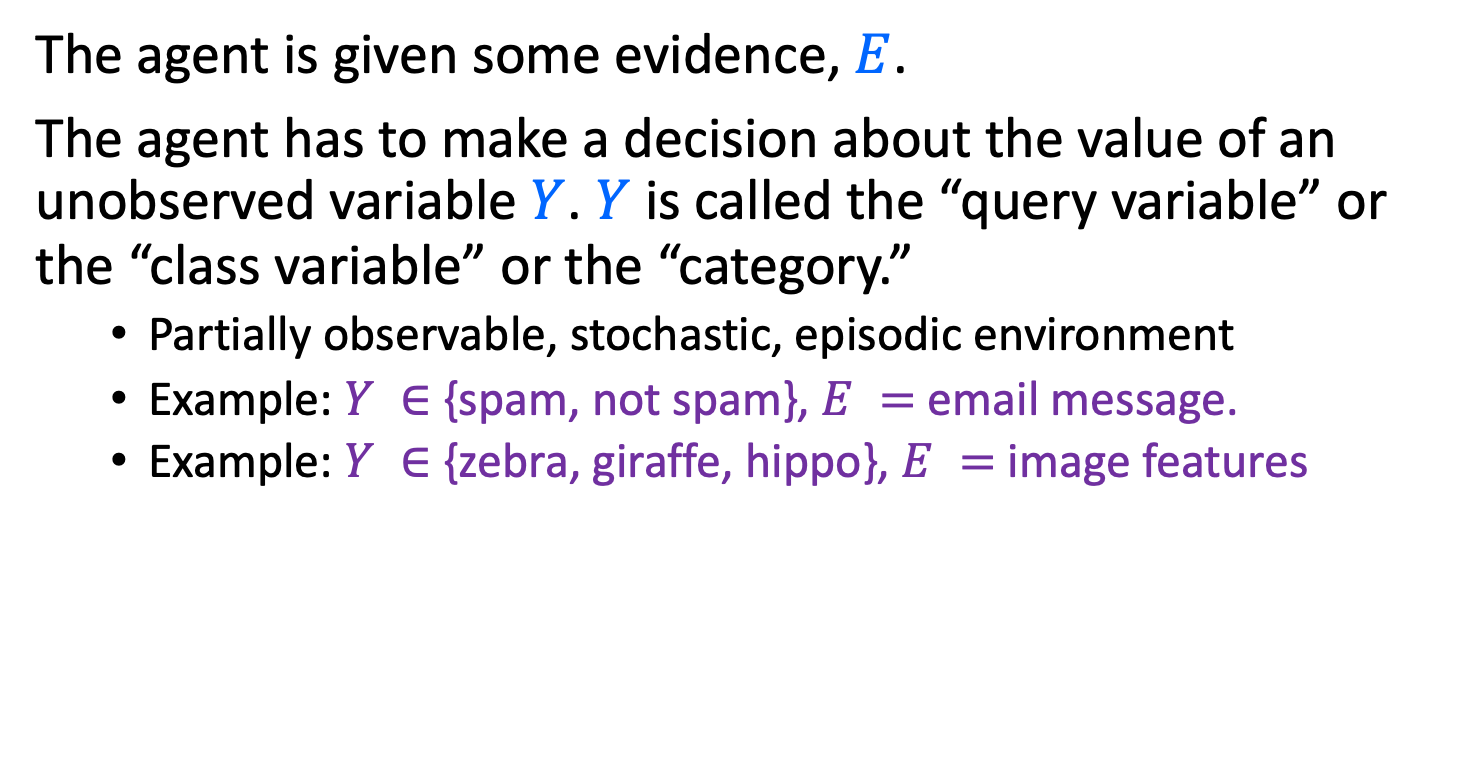 The agent is given some evidence, E.
The agent has to make a decision about the value of an
unobserved variable Y. Y is called the “query variable” or
the “class variable” or the “category.”
• Partially observable, stochastic, episodic environment
• Example: Y ∈ {spam, not spam}, E = email message.
• Example: Y ∈ {zebra, giraffe, hippo}, E = image features